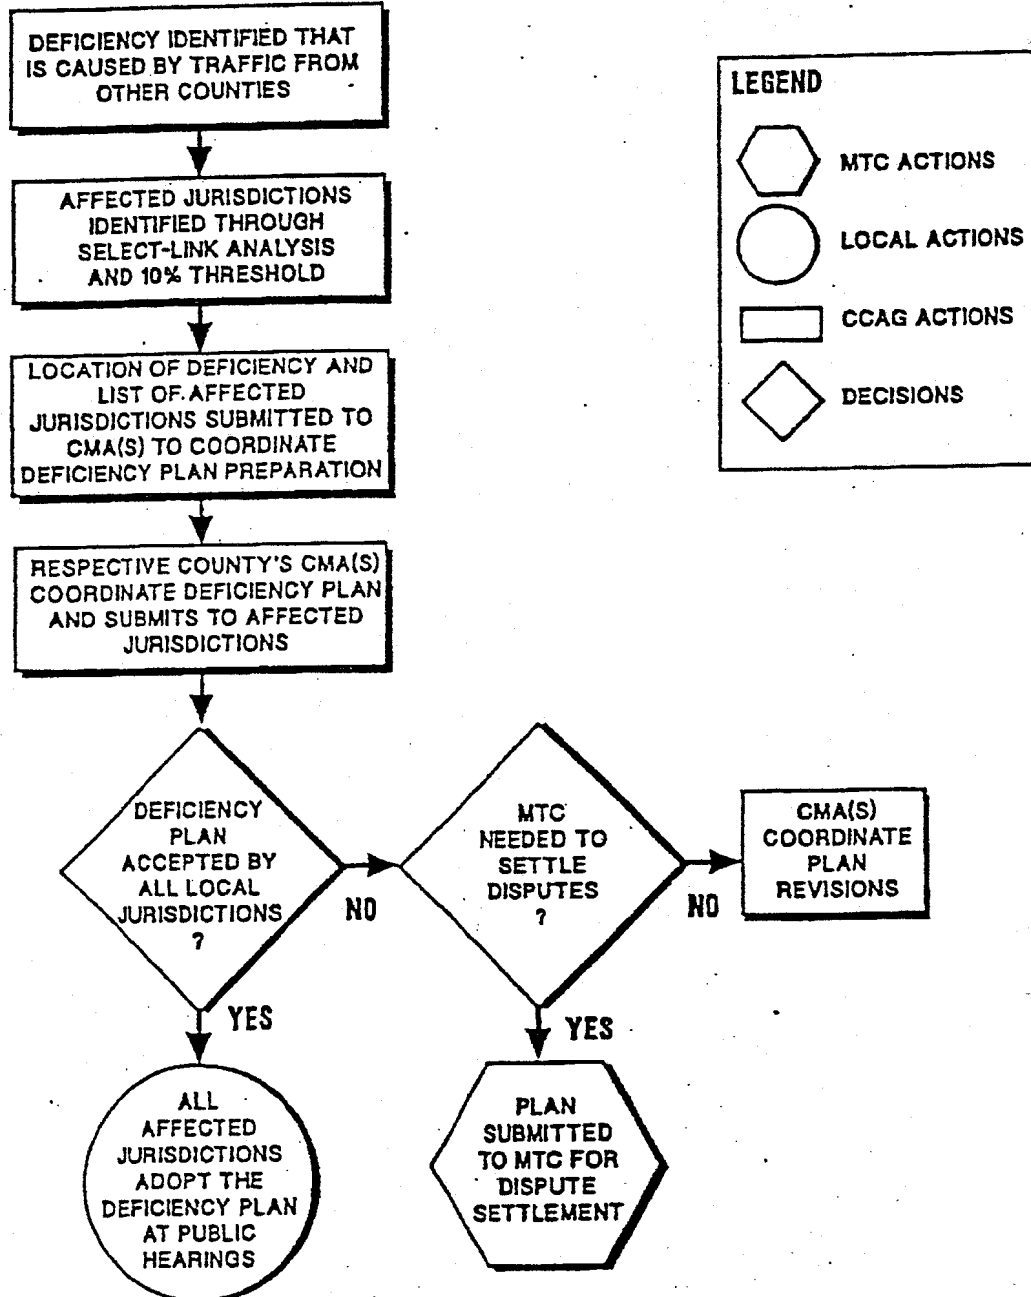 DEFICIENCY IDENTIFIED THAT
IS CAUSED BY TRAFFIC FROM
OTHER COUNTIES
AFFECTED JURISDICTIONS
IDENTIFIED THROUGH
SELECT-LINK ANALYSIS
AND 10% THRESHOLD
LOCATION OF DEFICIENCY AND
LIST OF AFFECTED
JURISDICTIONS SUBMITTED TO
CMA(S) TO COORDINATE
DEFICIENCY PLAN PREPARATION
RESPECTIVE COUNTY'S CMA(S)
COORDINATE DEFICIENCY PLAN
AND SUBMITS TO AFFECTED
JURISDICTIONS
DEFICIENCY
PLAN
ACCEPTED BY
ALL LOCAL
JURISDICTIONS
?
NO
MTC
NEEDED TO
SETTLE
DISPUTES
?
NO
CMA(S)
COORDINATE
PLAN
REVISIONS
YES
YES
ALL
AFFECTED
JURISDICTIONS
ADOPT THE
DEFICIENCY PLAN
AT PUBLIC
HEARINGS
PLAN
SUBMITTED
TO MTC FOR
DISPUTE
SETTLEMENT
LEGEND
MTC ACTIONS
LOCAL ACTIONS
CCAG ACTIONS
DECISIONS